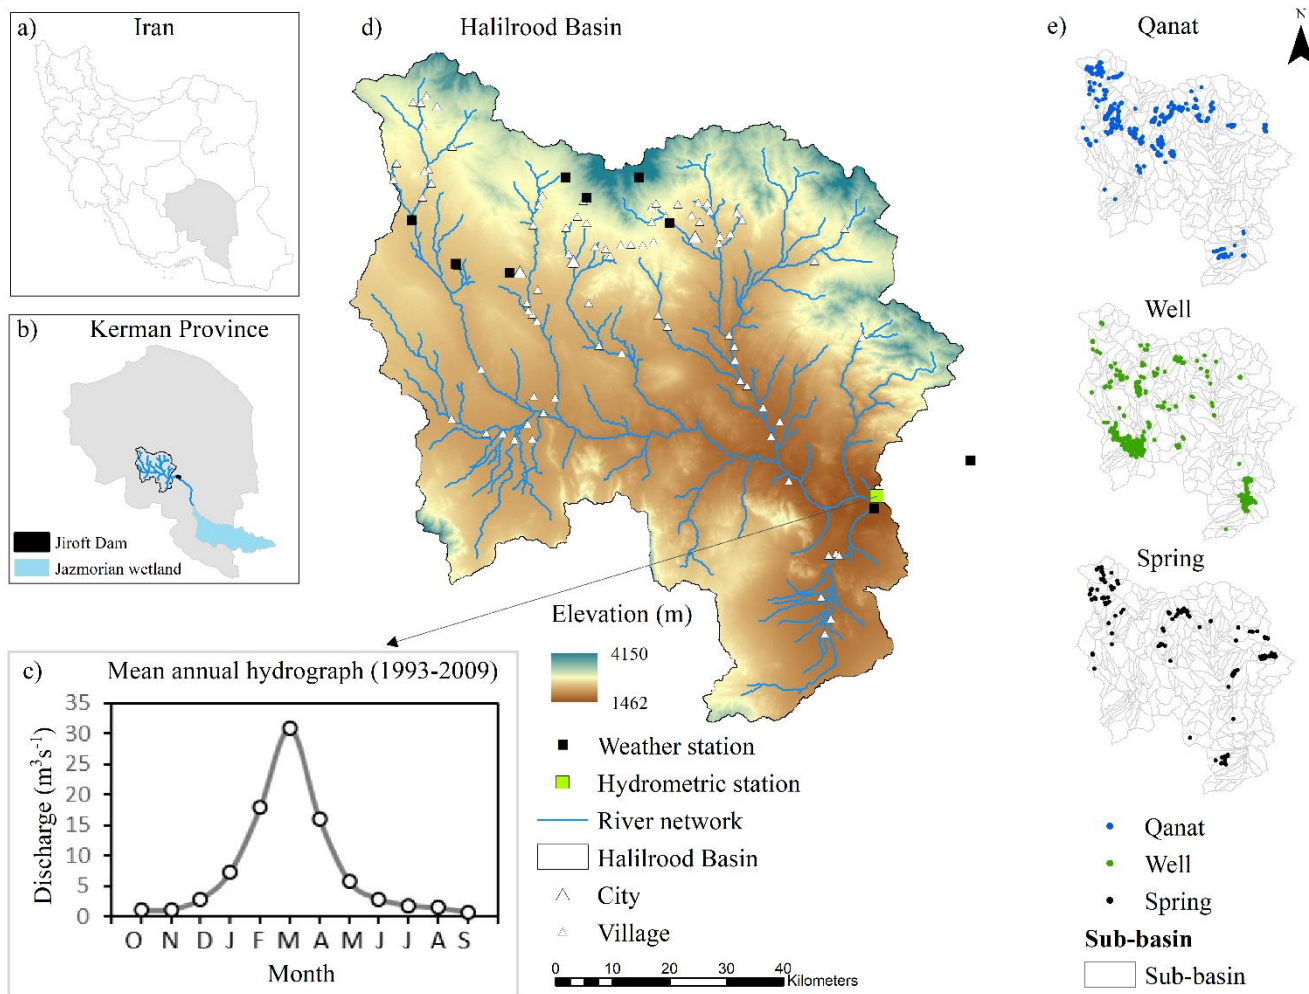 a) Iran
b) Kerman Province
Jiroft Dam
Jazmorian wetland
c) Mean annual hydrograph (1993-2009)
Discharge (m³s⁻¹)
35
30
25
20
15
10
5
0
O N D J F M A M J J A S
Month
d) Halilrood Basin
Elevation (m)
4150
1462
Weather station
Hydrometric station
River network
Halilrood Basin
City
Village
0 10 20 30 40
Kilometers
e) Qanat
N
Well
Spring
Qanat
Well
Spring
Sub-basin
Sub-basin